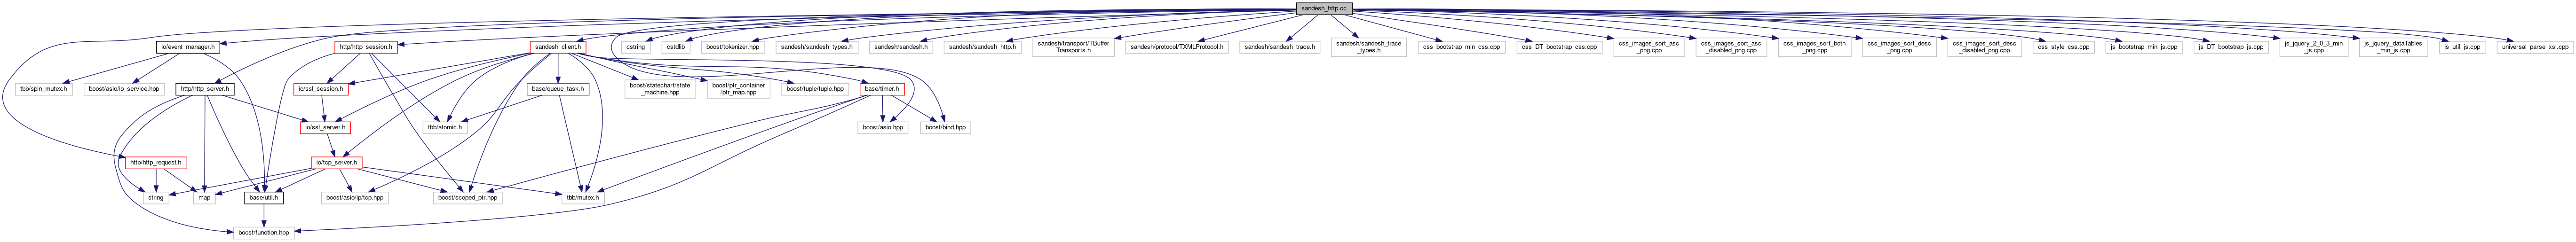 sandesh_http.cc
io/event_manager.h
http/http_session.h
sandesh_client.h
cstring
cstdlib
boost/tokenizer.hpp
sandesh/sandesh_types.h
sandesh/sandesh.h
sandesh/sandesh_http.h
sandesh/transport/TBuffer
Transports.h
sandesh/protocol/TXMLProtocol.h
sandesh/sandesh_trace.h
sandesh/sandesh_trace
_types.h
css_bootstrap_min_css.cpp
css_DT_bootstrap_css.cpp
css_images_sort_asc
_png.cpp
css_images_sort_asc
_disabled_png.cpp
css_images_sort_both
_png.cpp
css_images_sort_desc
_png.cpp
css_images_sort_desc
_disabled_png.cpp
css_style_css.cpp
js_bootstrap_min_js.cpp
js_DT_bootstrap_js.cpp
js_jquery_2_0_3_min
_js.cpp
js_jquery_dataTables
_min_js.cpp
js_util_js.cpp
universal_parse_xsl.cpp
tbb/spin_mutex.h
boost/asio/io_service.hpp
http/http_server.h
io/ssl_session.h
base/queue_task.h
boost/statechart/state
_machine.hpp
boost/ptr_container
/ptr_map.hpp
boost/tuple/tuple.hpp
base/timer.h
io/ssl_server.h
tbb/atomic.h
boost/asio.hpp
boost/bind.hpp
http/http_request.h
io/tcp_server.h
string
map
base/util.h
boost/asio/ip/tcp.hpp
boost/scoped_ptr.hpp
tbb/mutex.h
boost/function.hpp